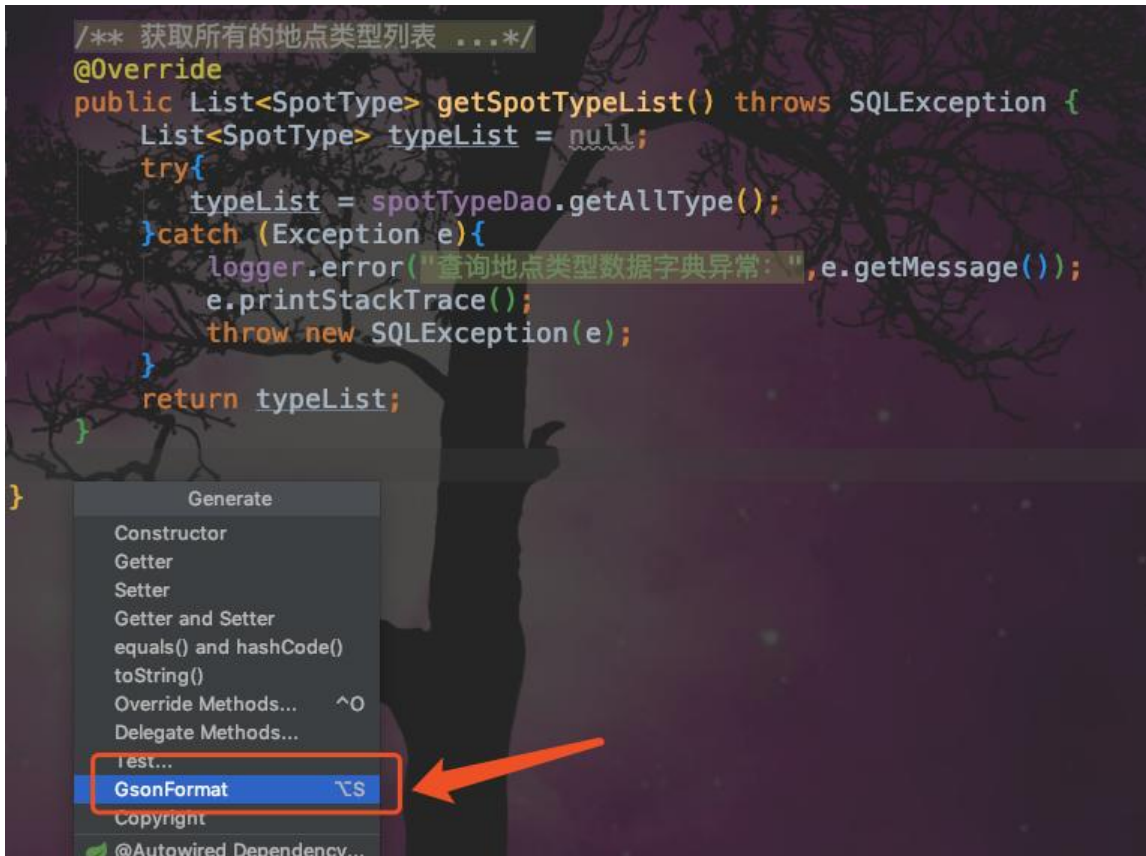 /** 获取所有的地点类型列表 ...*/
@Override
public List<SpotType> getSpotTypeList() throws SQLException {
List<SpotType> typeList = null;
try{
typeList = spotTypeDao.getAllType();
}catch (Exception e){
logger.error("查询地点类型数据字典异常：",e.getMessage());
e.printStackTrace();
throw new SQLException(e);
}
return typeList;
}
}
Generate
Constructor
Getter
Setter
Getter and Setter
equals() and hashCode()
toString()
Override Methods... ^O
Delegate Methods...
Test...
GsonFormat ⌥S
Copyright
@Autowired Dependency...